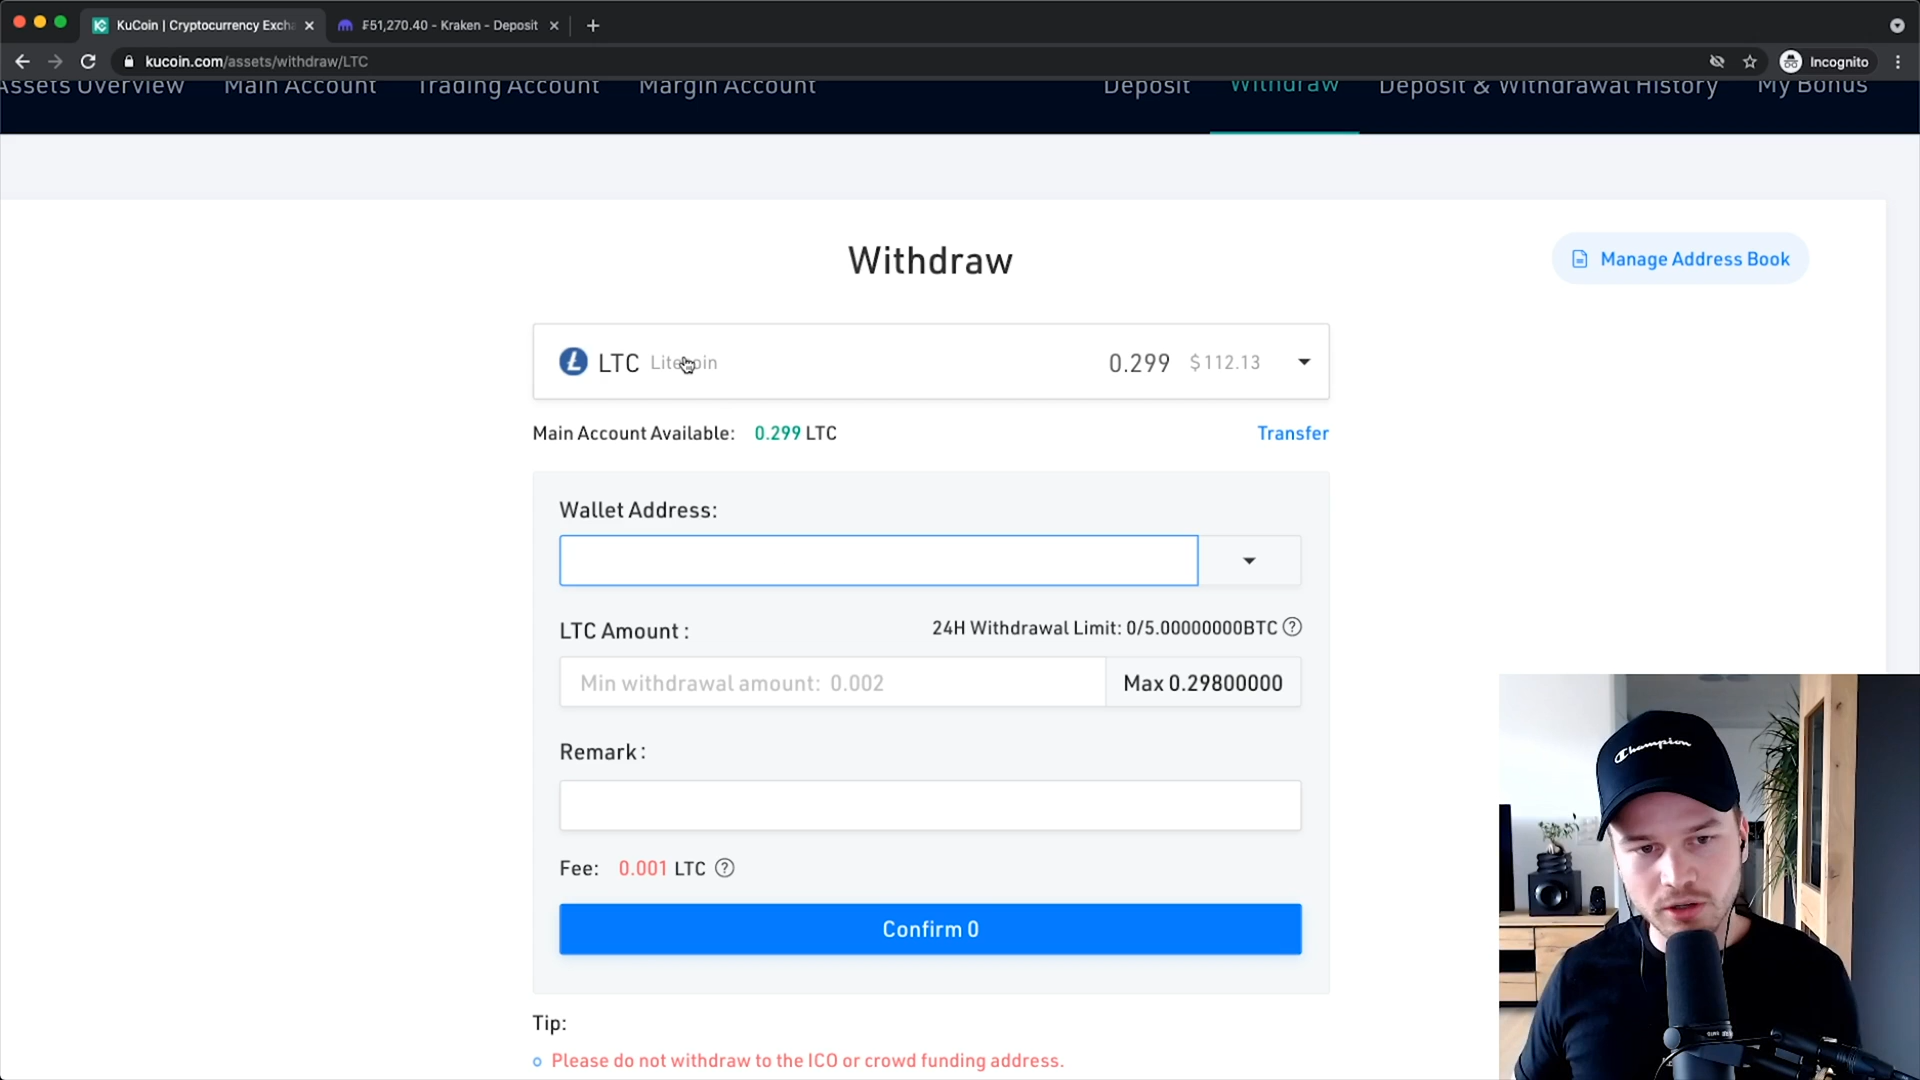 KuCoin | Cryptocurrency Excha
₣51,270.40 - Kraken - Deposit
kucoin.com/assets/withdraw/LTC
Incognito
Assets Overview
Main Account
Trading Account
Margin Account
Deposit
Withdraw
Deposit & Withdrawal History
My Bonus
Withdraw
Manage Address Book
LTC Litecoin 0.299 $112.13
Main Account Available: 0.299 LTC Transfer
Wallet Address:
LTC Amount : 24H Withdrawal Limit: 0/5.00000000BTC ?
Min withdrawal amount: 0.002 Max 0.29800000
Remark :
Fee: 0.001 LTC ?
Confirm 0
Tip:
Please do not withdraw to the ICO or crowd funding address.
Champion